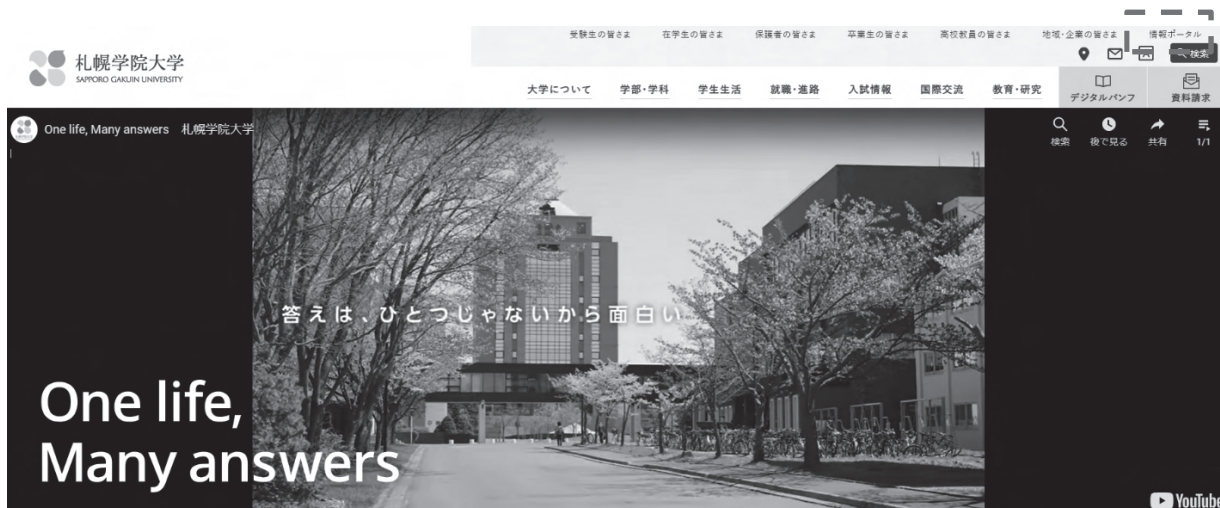 受験生の皆さま 在学生の皆さま 保護者の皆さま 卒業生の皆さま 高校教員の皆さま 地域・企業の皆さま 情報ポータル
検索
札幌学院大学
SAPPORO GAKUIN UNIVERSITY
大学について 学部・学科 学生生活 就職・進路 入試情報 国際交流 教育・研究 デジタルパンフ 資料請求
One life, Many answers 札幌学院大学
検索 後で見る 共有 1/1
答えは、ひとつじゃないから面白い
One life,
Many answers
YouTube